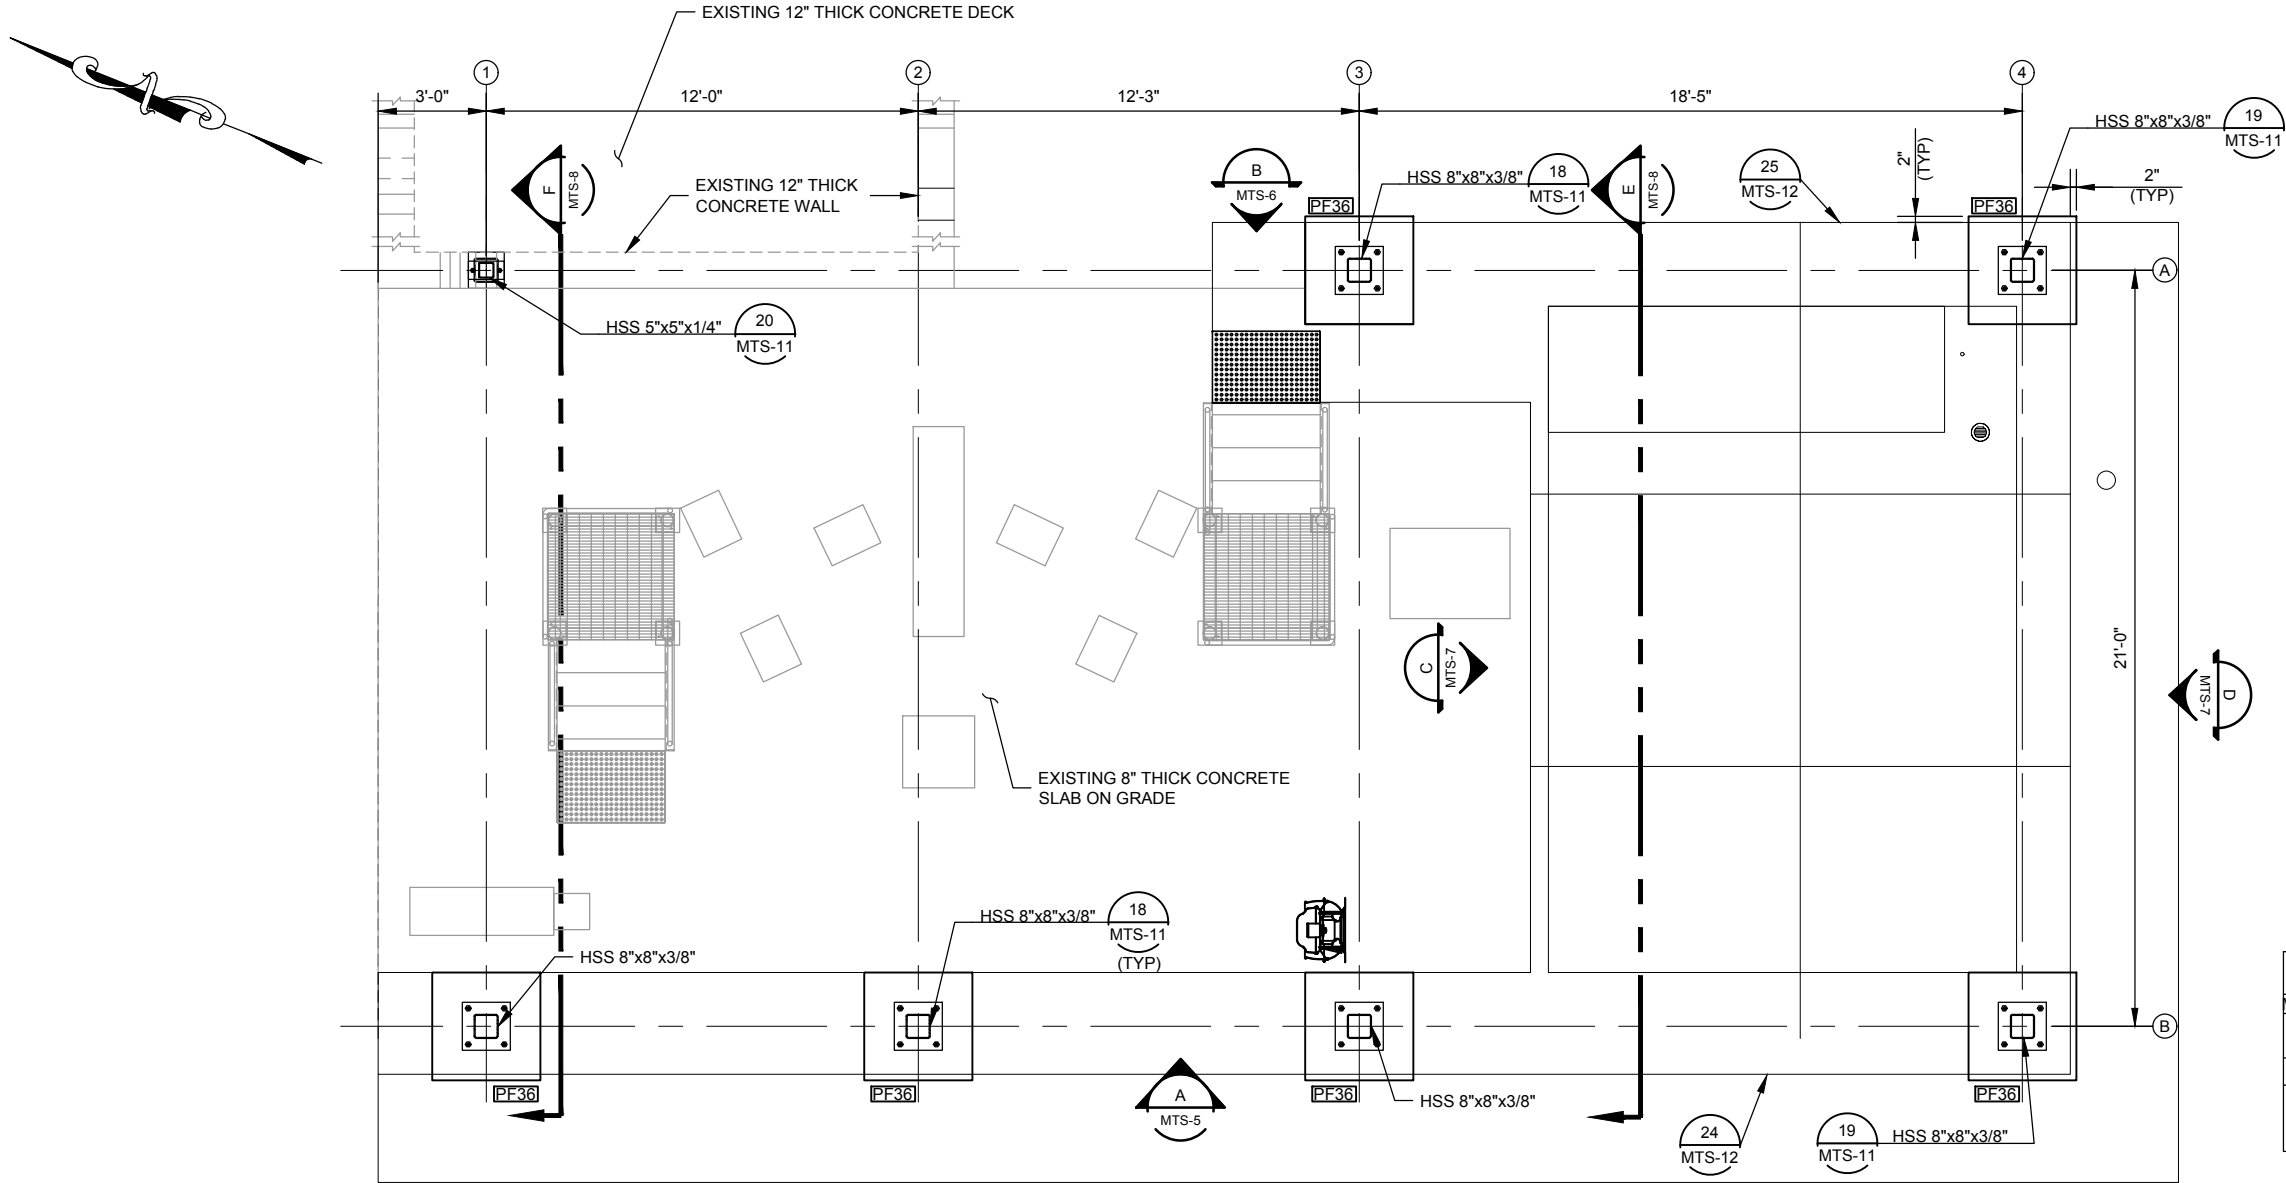 EXISTING 12" THICK CONCRETE DECK
1
2
3
4
3'-0"
12'-0"
12'-3"
18'-5"
HSS 8"x8"x3/8"
19
MTS-11
F
MTS-8
EXISTING 12" THICK
CONCRETE WALL
B
MTS-6
HSS 8"x8"x3/8"
18
MTS-11
E
MTS-8
25
MTS-12
2"
(TYP)
2"
(TYP)
PF36
PF36
A
HSS 5"x5"x1/4"
20
MTS-11
21'-0"
C
MTS-7
D
MTS-7
EXISTING 8" THICK CONCRETE
SLAB ON GRADE
HSS 8"x8"x3/8"
HSS 8"x8"x3/8"
18
MTS-11
(TYP)
B
PF36
PF36
PF36
PF36
A
MTS-5
HSS 8"x8"x3/8"
24
MTS-12
19
MTS-11
HSS 8"x8"x3/8"